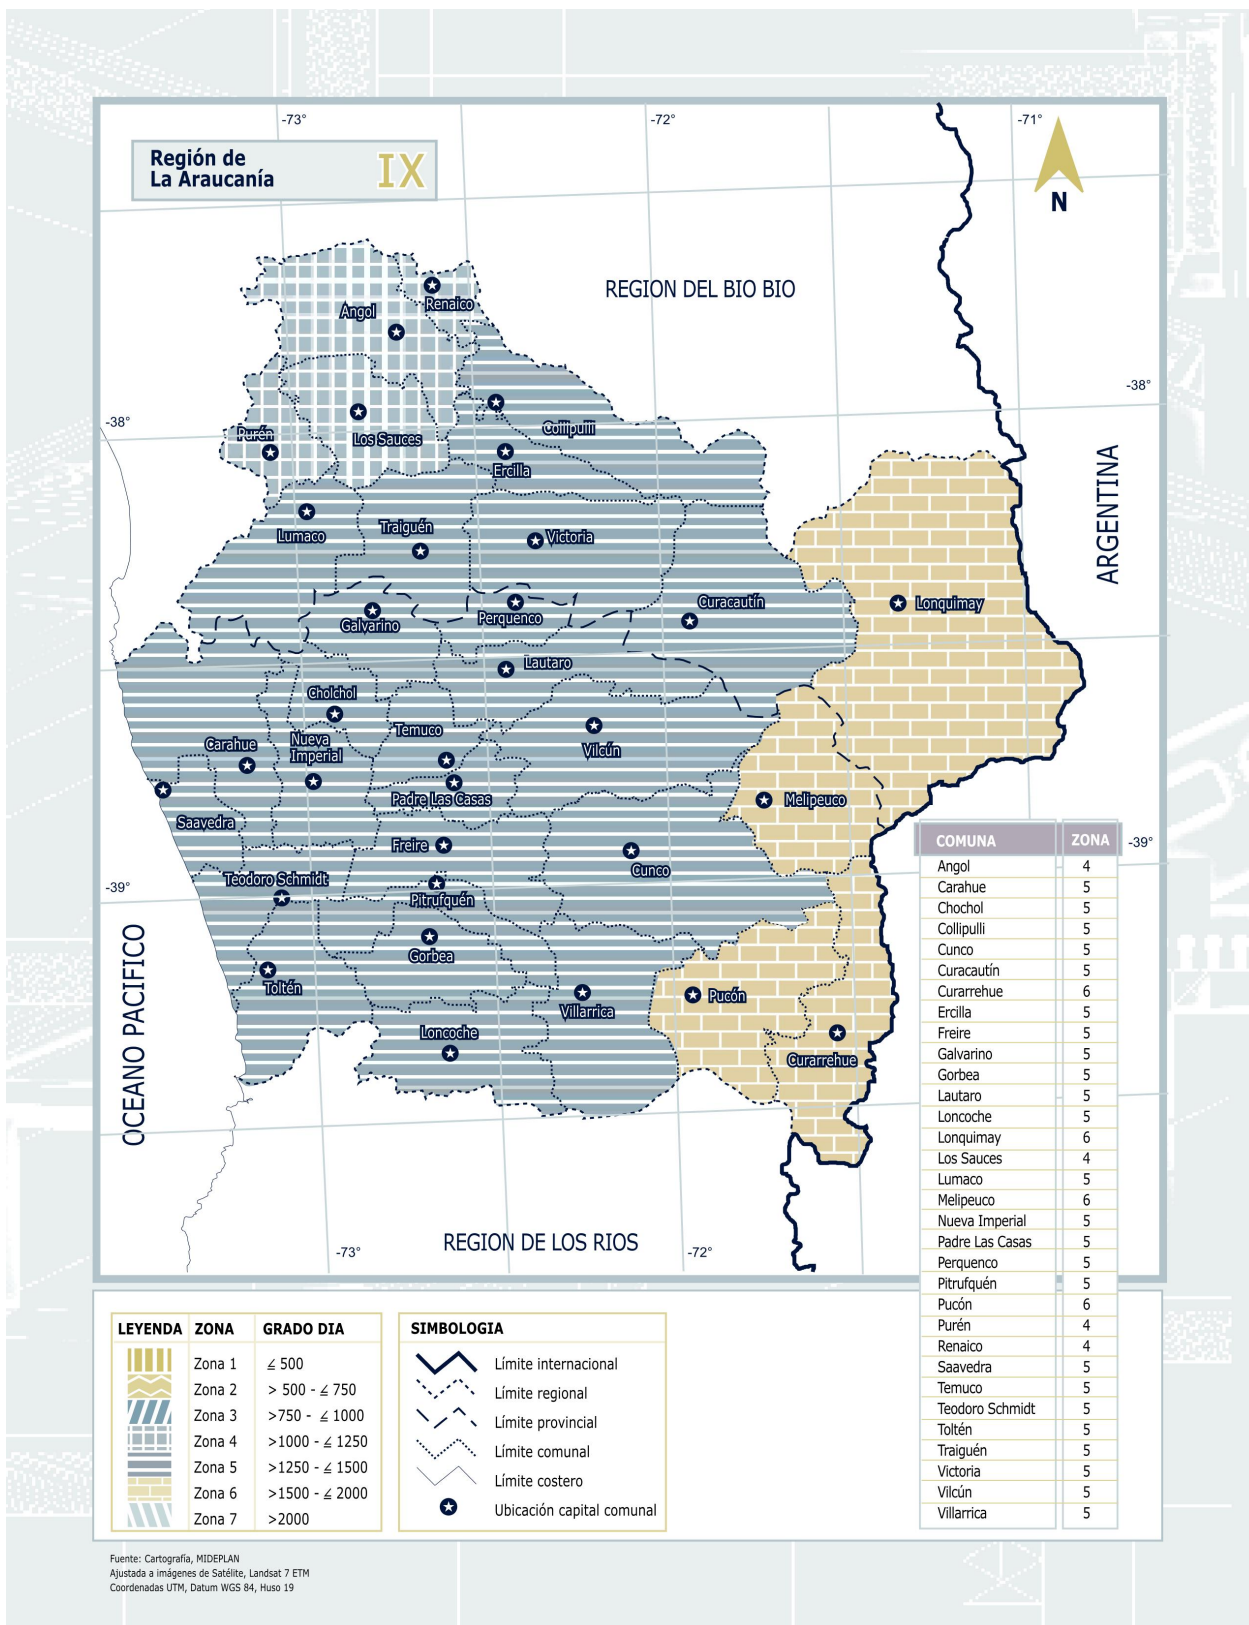 -73°
-72°
-71°
Región de
La Araucanía
IX
N
REGION DEL BIO BIO
Renaico
Angol
-38°
-38°
Purén
Los Sauces
Collipulli
Ercilla
ARGENTINA
Lumaco
Traiguén
Victoria
Galvarino
Perquenco
Curacautín
Lonquimay
Lautaro
Cholchol
Temuco
Carahue
Nueva
Imperial
Vilcún
Padre Las Casas
Melipeuco
Saavedra
Freire
Cunco
-39°
-39°
Teodoro Schmidt
Pitrufquén
Gorbea
OCEANO PACIFICO
Toltén
Villarrica
Pucón
Loncoche
Curarrehue
-73°
REGION DE LOS RIOS
-72°
COMUNA ZONA
Angol 4
Carahue 5
Chochol 5
Collipulli 5
Cunco 5
Curacautín 5
Curarrehue 6
Ercilla 5
Freire 5
Galvarino 5
Gorbea 5
Lautaro 5
Loncoche 5
Lonquimay 6
Los Sauces 4
Lumaco 5
Melipeuco 6
Nueva Imperial 5
Padre Las Casas 5
Perquenco 5
Pitrufquén 5
Pucón 6
Purén 4
Renaico 4
Saavedra 5
Temuco 5
Teodoro Schmidt 5
Toltén 5
Traiguén 5
Victoria 5
Vilcún 5
Villarrica 5
LEYENDA ZONA GRADO DIA
Zona 1 ≤ 500
Zona 2 > 500 - ≤ 750
Zona 3 >750 - ≤ 1000
Zona 4 >1000 - ≤ 1250
Zona 5 >1250 - ≤ 1500
Zona 6 >1500 - ≤ 2000
Zona 7 >2000
SIMBOLOGIA
Límite internacional
Límite regional
Límite provincial
Límite comunal
Límite costero
Ubicación capital comunal
Fuente: Cartografía, MIDEPLAN
Ajustada a imágenes de Satélite, Landsat 7 ETM
Coordenadas UTM, Datum WGS 84, Huso 19